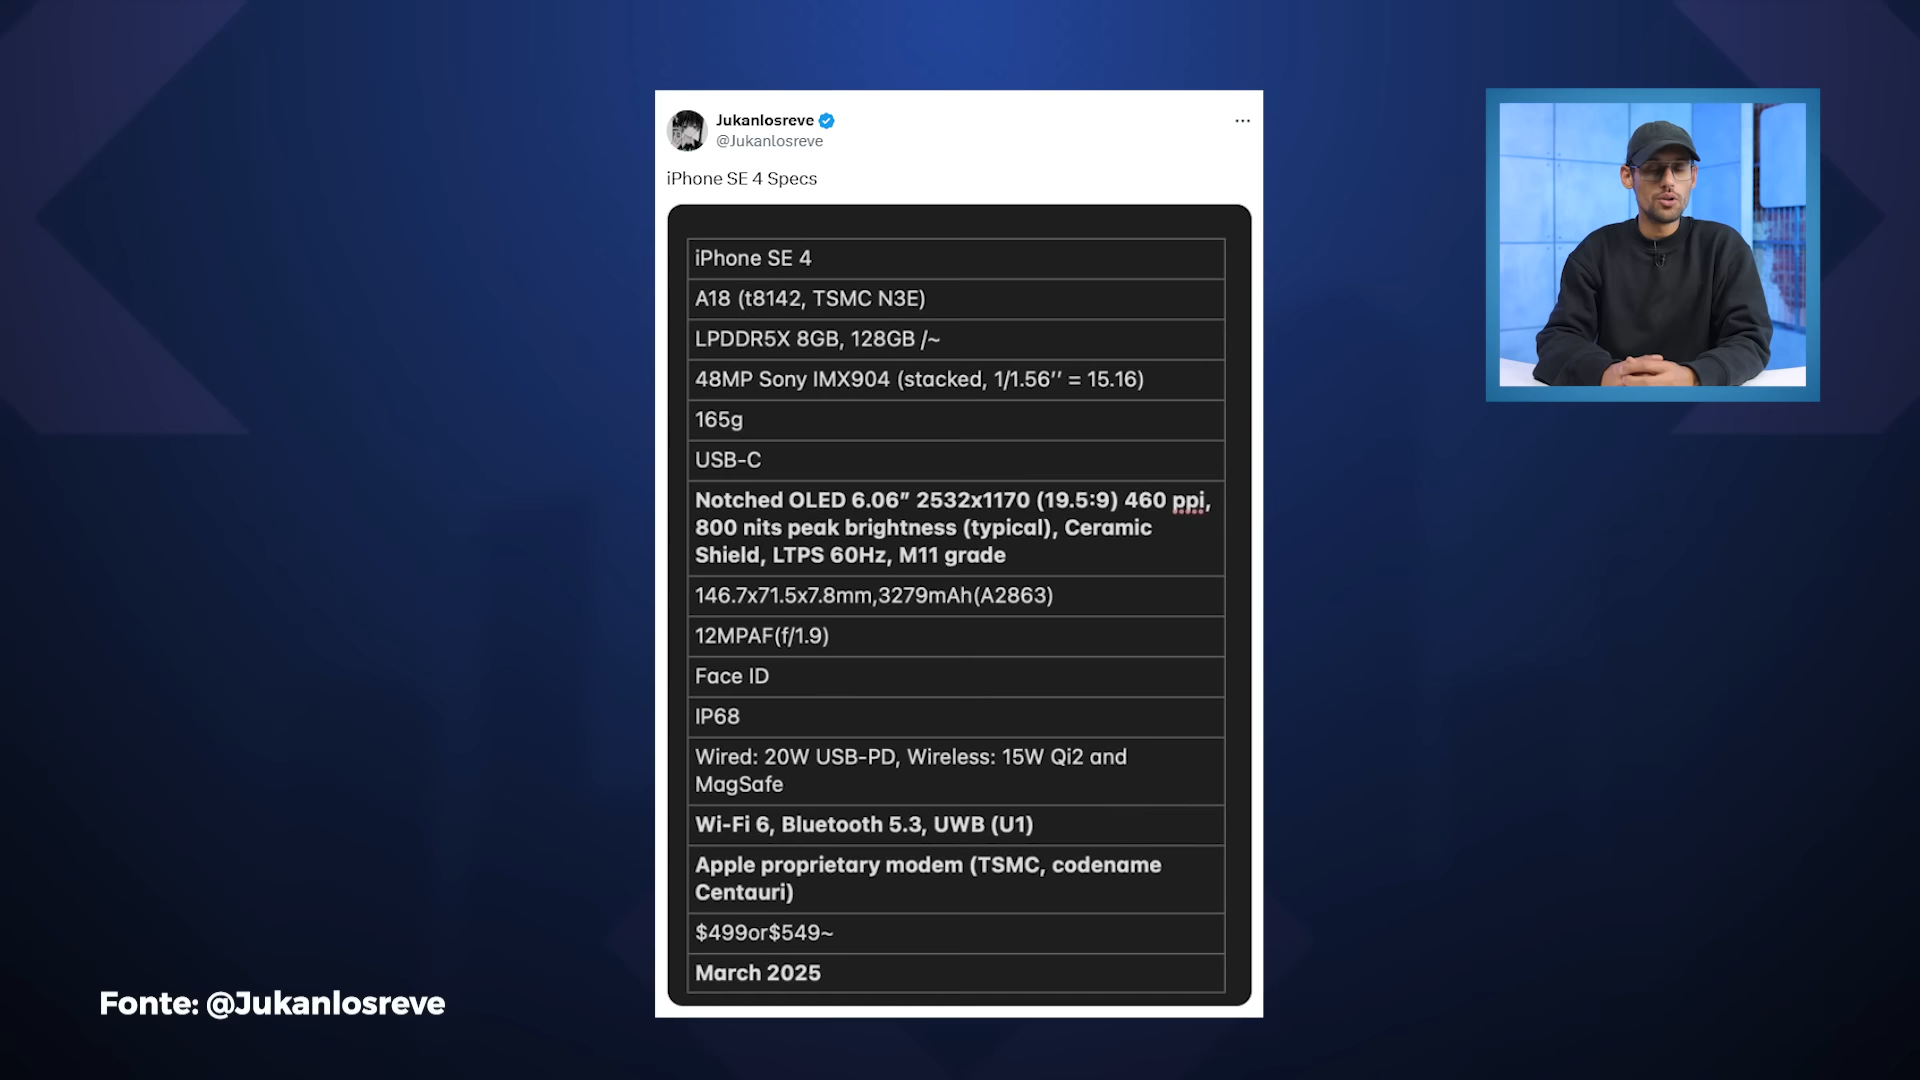 Jukanlosreve
@Jukanlosreve
iPhone SE 4 Specs
iPhone SE 4
A18 (t8142, TSMC N3E)
LPDDR5X 8GB, 128GB /~
48MP Sony IMX904 (stacked, 1/1.56′′ = 15.16)
165g
USB-C
Notched OLED 6.06″ 2532x1170 (19.5:9) 460 ppi,
800 nits peak brightness (typical), Ceramic
Shield, LTPS 60Hz, M11 grade
146.7x71.5x7.8mm,3279mAh(A2863)
12MPAF(f/1.9)
Face ID
IP68
Wired: 20W USB-PD, Wireless: 15W Qi2 and
MagSafe
Wi-Fi 6, Bluetooth 5.3, UWB (U1)
Apple proprietary modem (TSMC, codename
Centauri)
$499or$549~
March 2025
Fonte: @Jukanlosreve